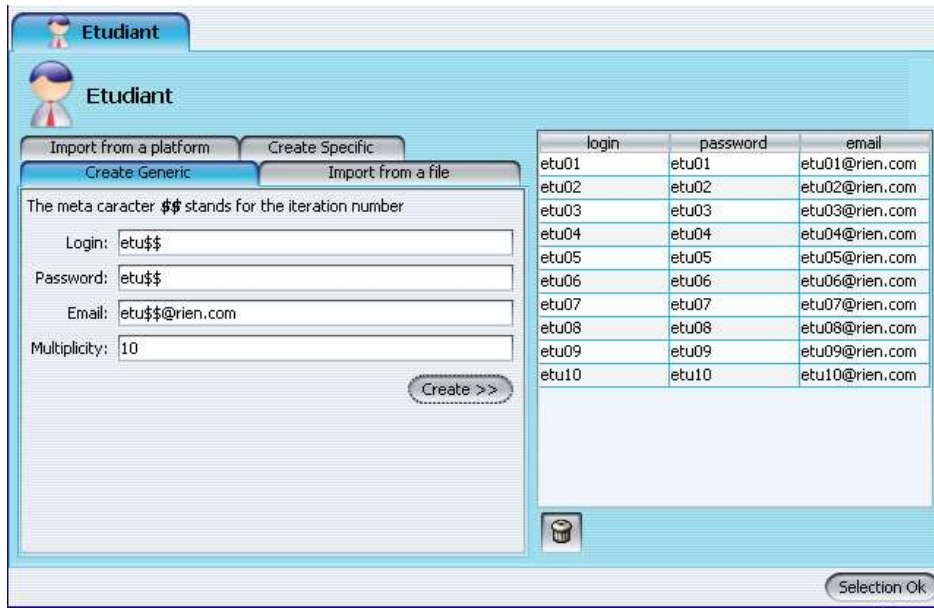 Etudiant
Etudiant
Import from a platform Create Specific
Create Generic Import from a file
The meta caracter $$ stands for the iteration number
Login: etu$$
Password: etu$$
Email: etu$$@rien.com
Multiplicity: 10
Create >>
login password email
etu01 etu01 etu01@rien.com
etu02 etu02 etu02@rien.com
etu03 etu03 etu03@rien.com
etu04 etu04 etu04@rien.com
etu05 etu05 etu05@rien.com
etu06 etu06 etu06@rien.com
etu07 etu07 etu07@rien.com
etu08 etu08 etu08@rien.com
etu09 etu09 etu09@rien.com
etu10 etu10 etu10@rien.com
Selection Ok